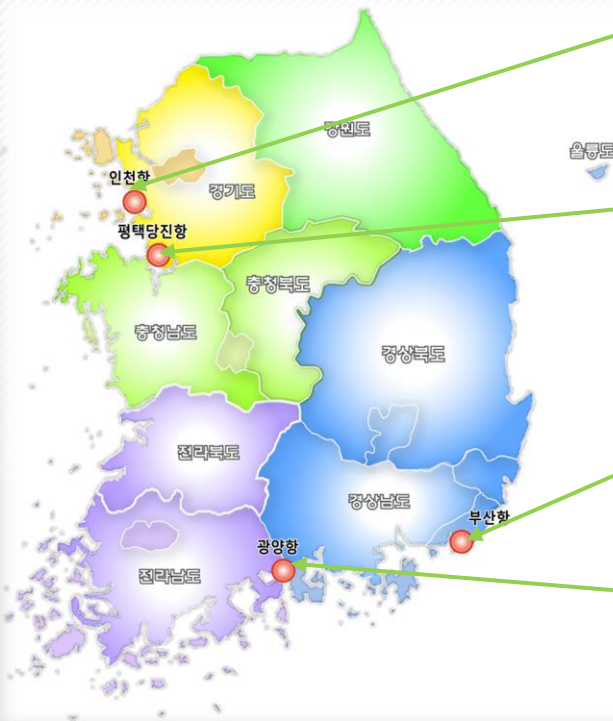 강원도
울릉도
인천항
경기도
평택당진항
충청북도
충청남도
경상북도
전라북도
경상남도
부산항
광양항
전라남도